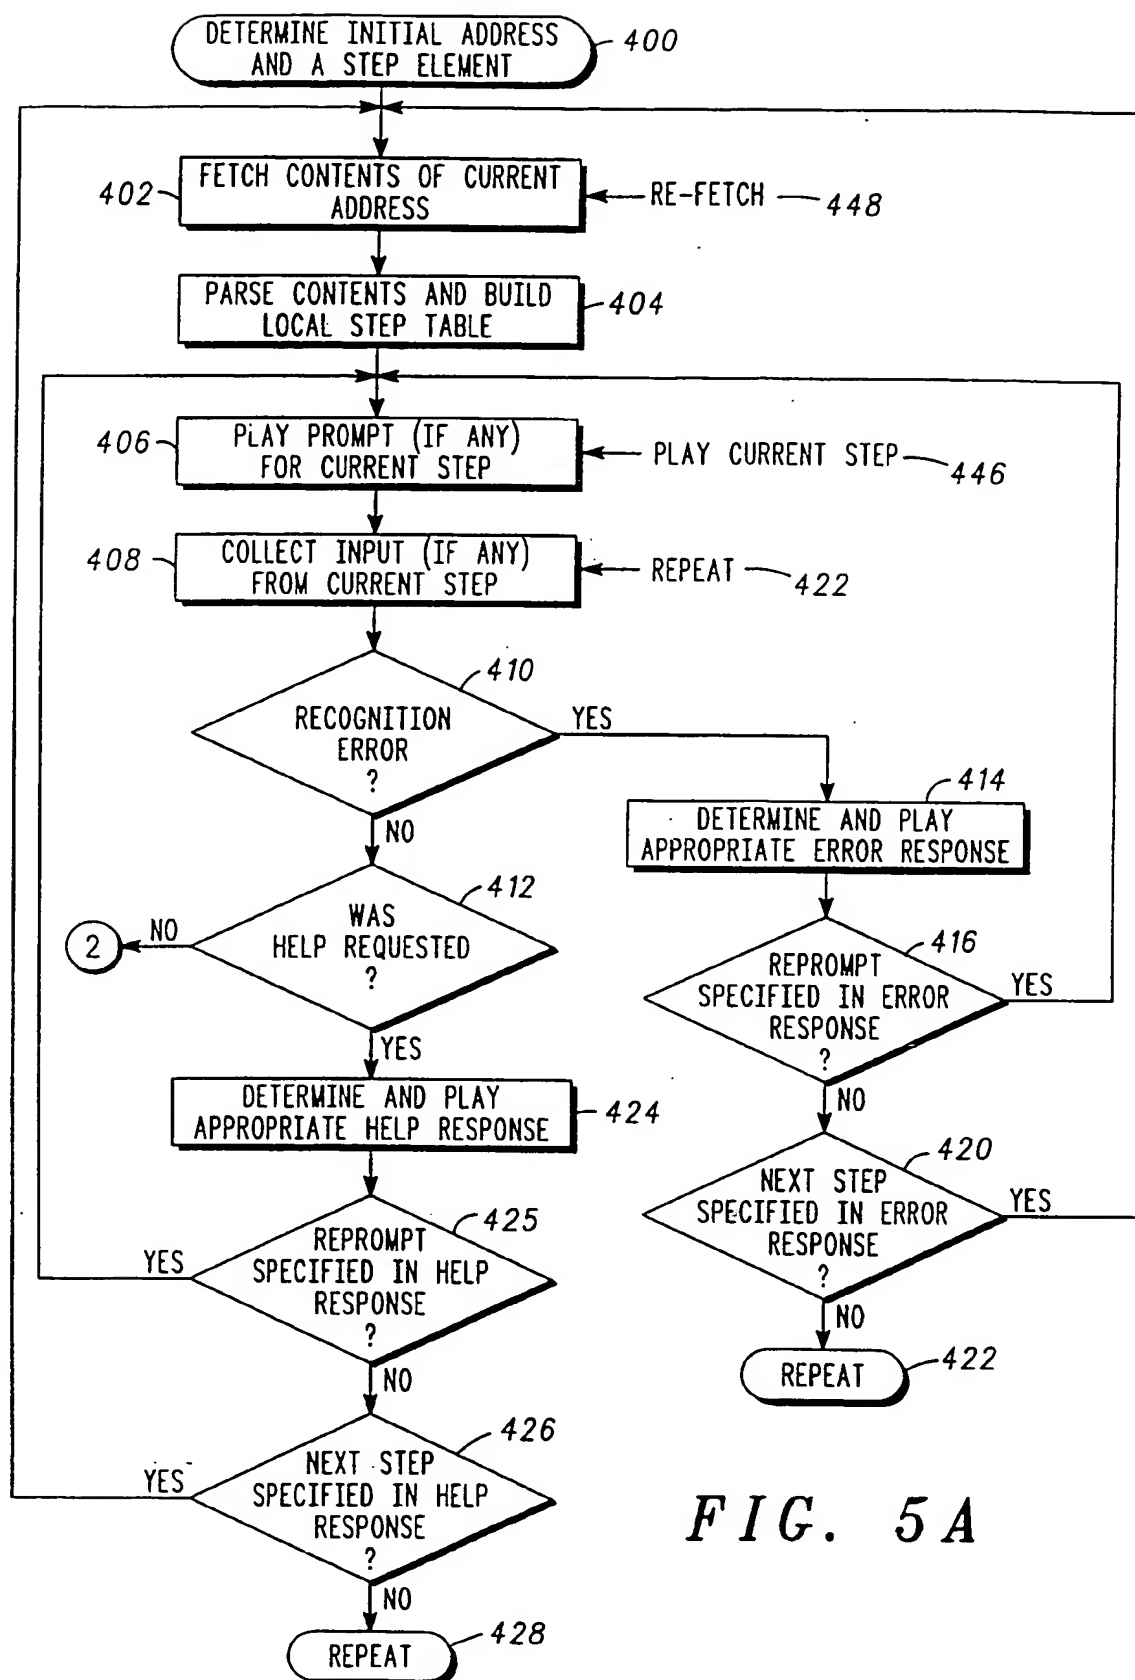 DETERMINE INITIAL ADDRESS
AND A STEP ELEMENT
400
FETCH CONTENTS OF CURRENT
ADDRESS
402
RE-FETCH
448
PARSE CONTENTS AND BUILD
LOCAL STEP TABLE
404
PLAY PROMPT (IF ANY)
FOR CURRENT STEP
406
PLAY CURRENT STEP
446
COLLECT INPUT (IF ANY)
FROM CURRENT STEP
408
REPEAT
422
410
RECOGNITION
ERROR
?
YES
NO
414
DETERMINE AND PLAY
APPROPRIATE ERROR RESPONSE
412
WAS
HELP REQUESTED
?
NO
2
YES
416
REPROMPT
SPECIFIED IN ERROR
RESPONSE
?
YES
NO
DETERMINE AND PLAY
APPROPRIATE HELP RESPONSE
424
420
NEXT STEP
SPECIFIED IN ERROR
RESPONSE
?
YES
NO
425
REPROMPT
SPECIFIED IN HELP
RESPONSE
?
YES
NO
REPEAT
422
426
NEXT STEP
SPECIFIED IN HELP
RESPONSE
?
YES
NO
REPEAT
428
FIG. 5A